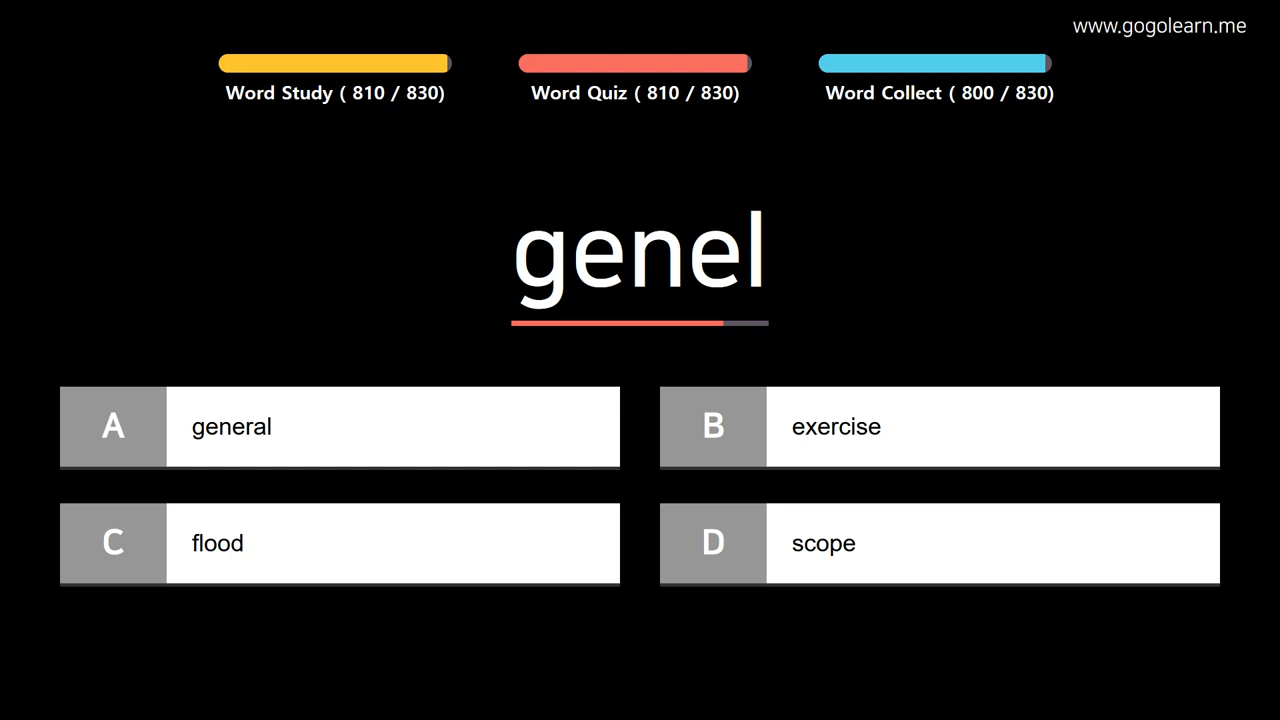 www.gogolearn.me
Word Study ( 810 / 830)
Word Quiz ( 810 / 830)
Word Collect ( 800 / 830)
genel
A general
B exercise
C flood
D scope